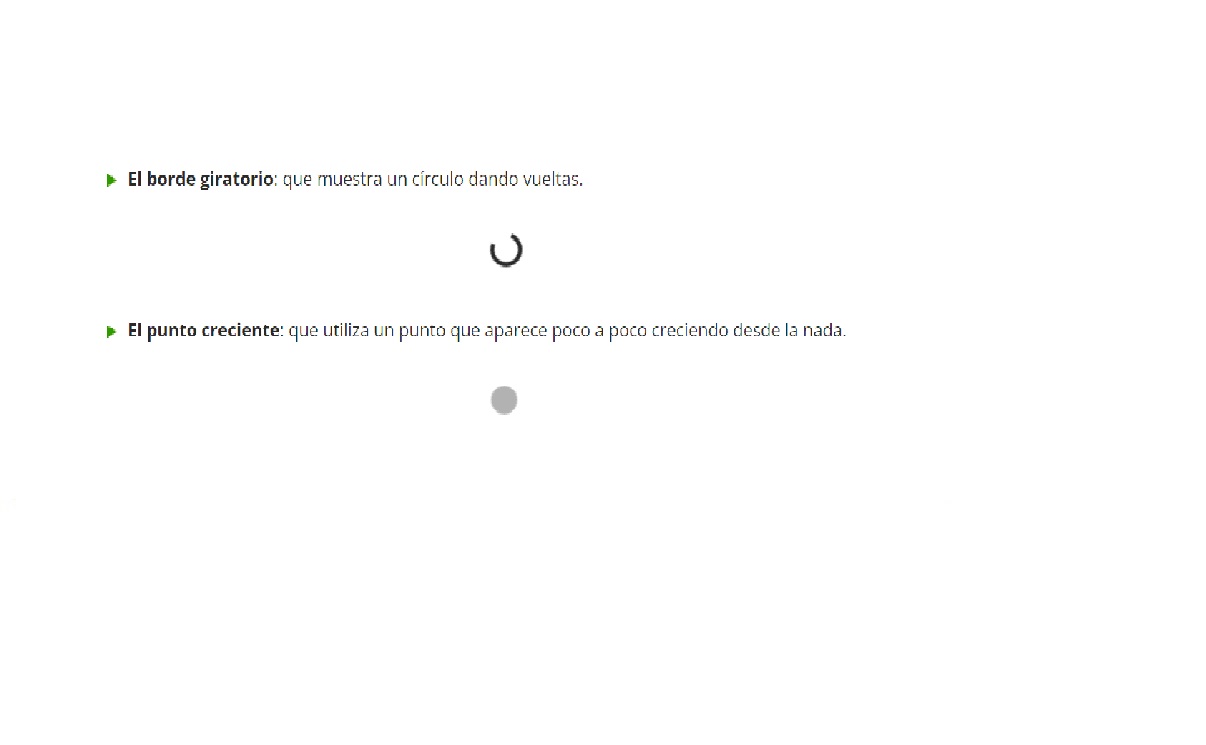 El borde giratorio: que muestra un círculo dando vueltas.
El punto creciente: que utiliza un punto que aparece poco a poco creciendo desde la nada.